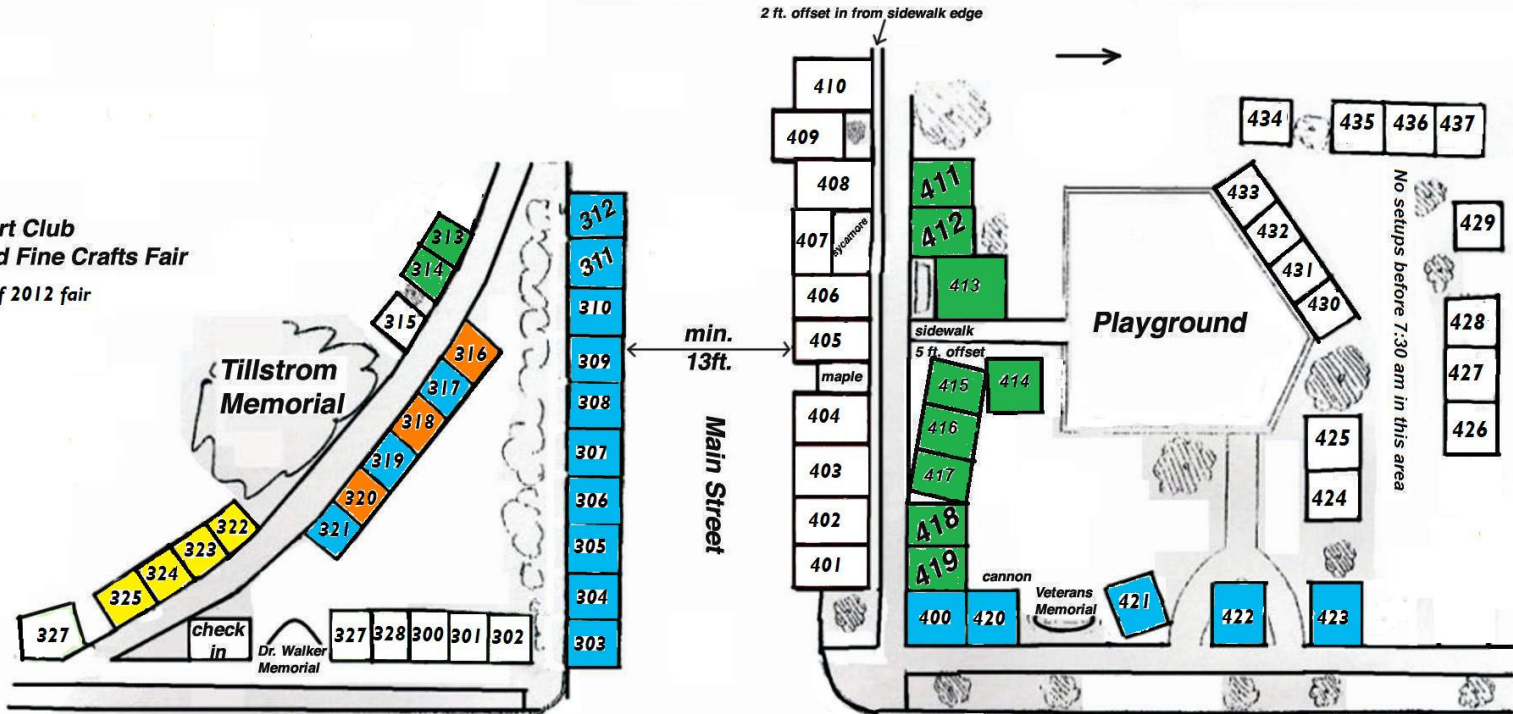 2 ft. offset in from sidewalk edge
rt Club
d Fine Crafts Fair
f 2012 fair
313
314
315
Tillstrom
Memorial
316
317
318
319
320
321
322
323
324
325
327
check
in
Dr. Walker
Memorial
327 328 300 301 302
312
311
310
309
308
307
306
305
304
303
min.
13ft.
Main Street
410
409
408
407
sycamore
406
405
maple
404
403
402
401
411
412
413
sidewalk
5 ft. offset
415
414
416
417
418
419
400
420
cannon
Veterans
Memorial
421
422
423
Playground
434
435 436 437
433
432
431
430
No setups before 7:30 am in this area
429
428
427
426
425
424